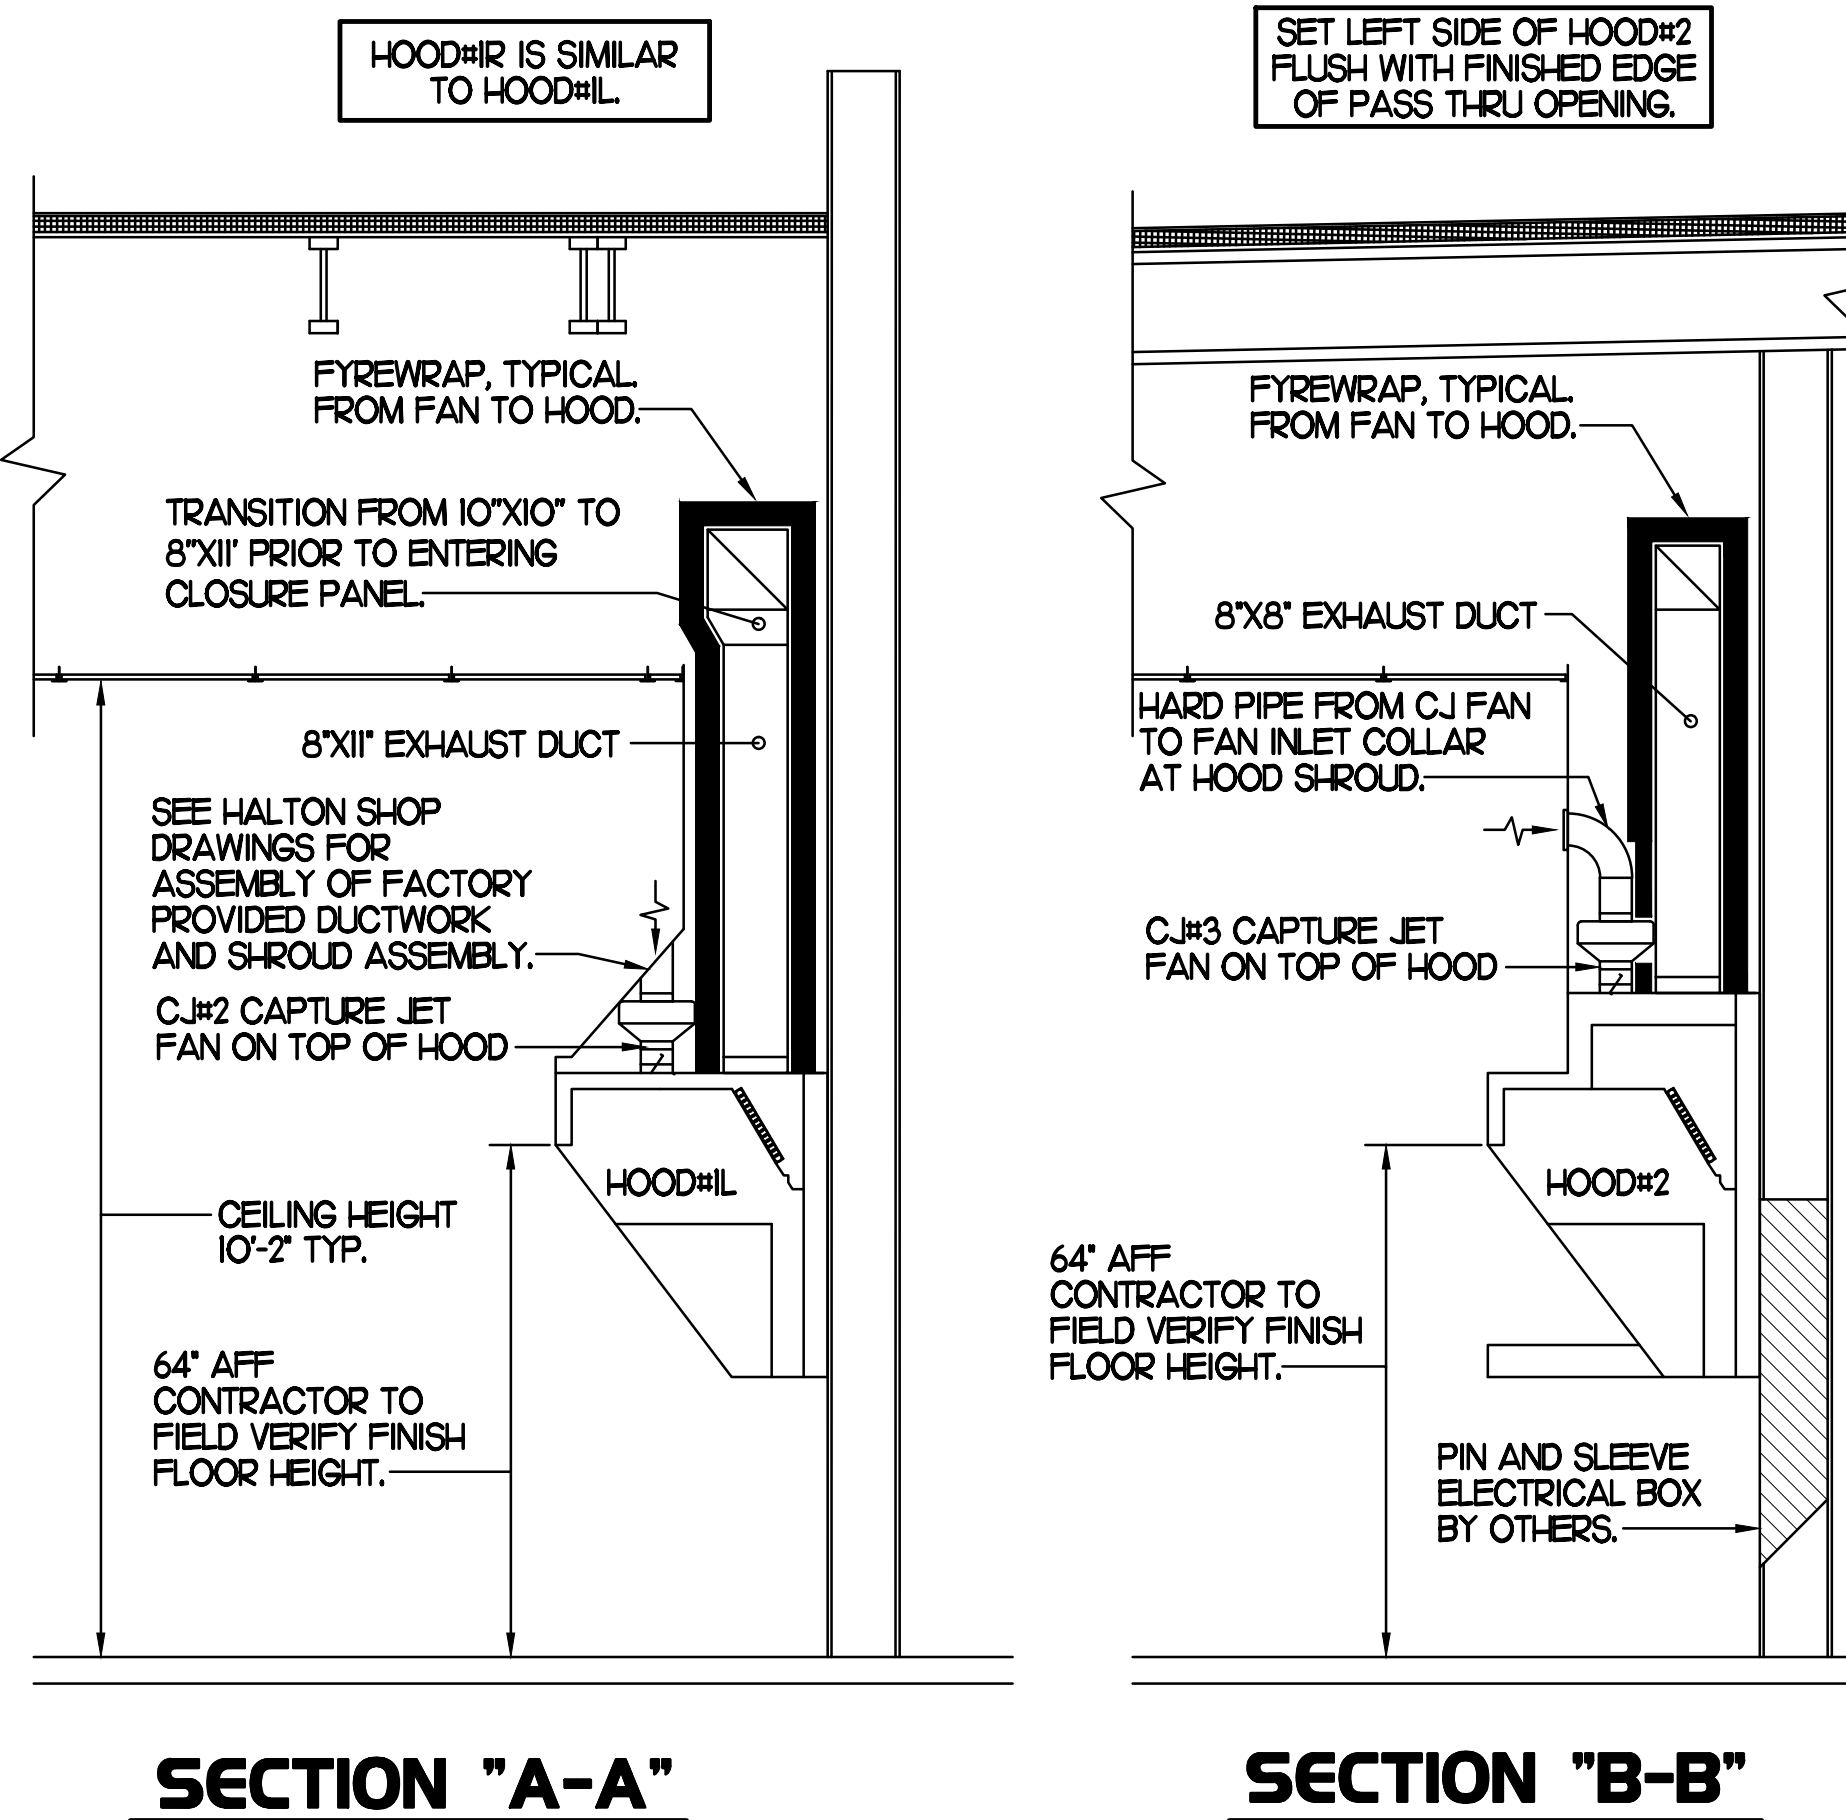 HOOD#1R IS SIMILAR
TO HOOD#1L.
FYREWRAP, TYPICAL.
FROM FAN TO HOOD.
TRANSITION FROM 10"X10" TO
8"X11' PRIOR TO ENTERING
CLOSURE PANEL.
8"X11" EXHAUST DUCT
SEE HALTON SHOP
DRAWINGS FOR
ASSEMBLY OF FACTORY
PROVIDED DUCTWORK
AND SHROUD ASSEMBLY.
CJ#2 CAPTURE JET
FAN ON TOP OF HOOD
HOOD#1L
CEILING HEIGHT
10'-2" TYP.
64" AFF
CONTRACTOR TO
FIELD VERIFY FINISH
FLOOR HEIGHT.
SECTION "A-A"
SET LEFT SIDE OF HOOD#2
FLUSH WITH FINISHED EDGE
OF PASS THRU OPENING.
FYREWRAP, TYPICAL.
FROM FAN TO HOOD.
8"X8" EXHAUST DUCT
HARD PIPE FROM CJ FAN
TO FAN INLET COLLAR
AT HOOD SHROUD.
CJ#3 CAPTURE JET
FAN ON TOP OF HOOD
HOOD#2
64" AFF
CONTRACTOR TO
FIELD VERIFY FINISH
FLOOR HEIGHT.
PIN AND SLEEVE
ELECTRICAL BOX
BY OTHERS.
SECTION "B-B"